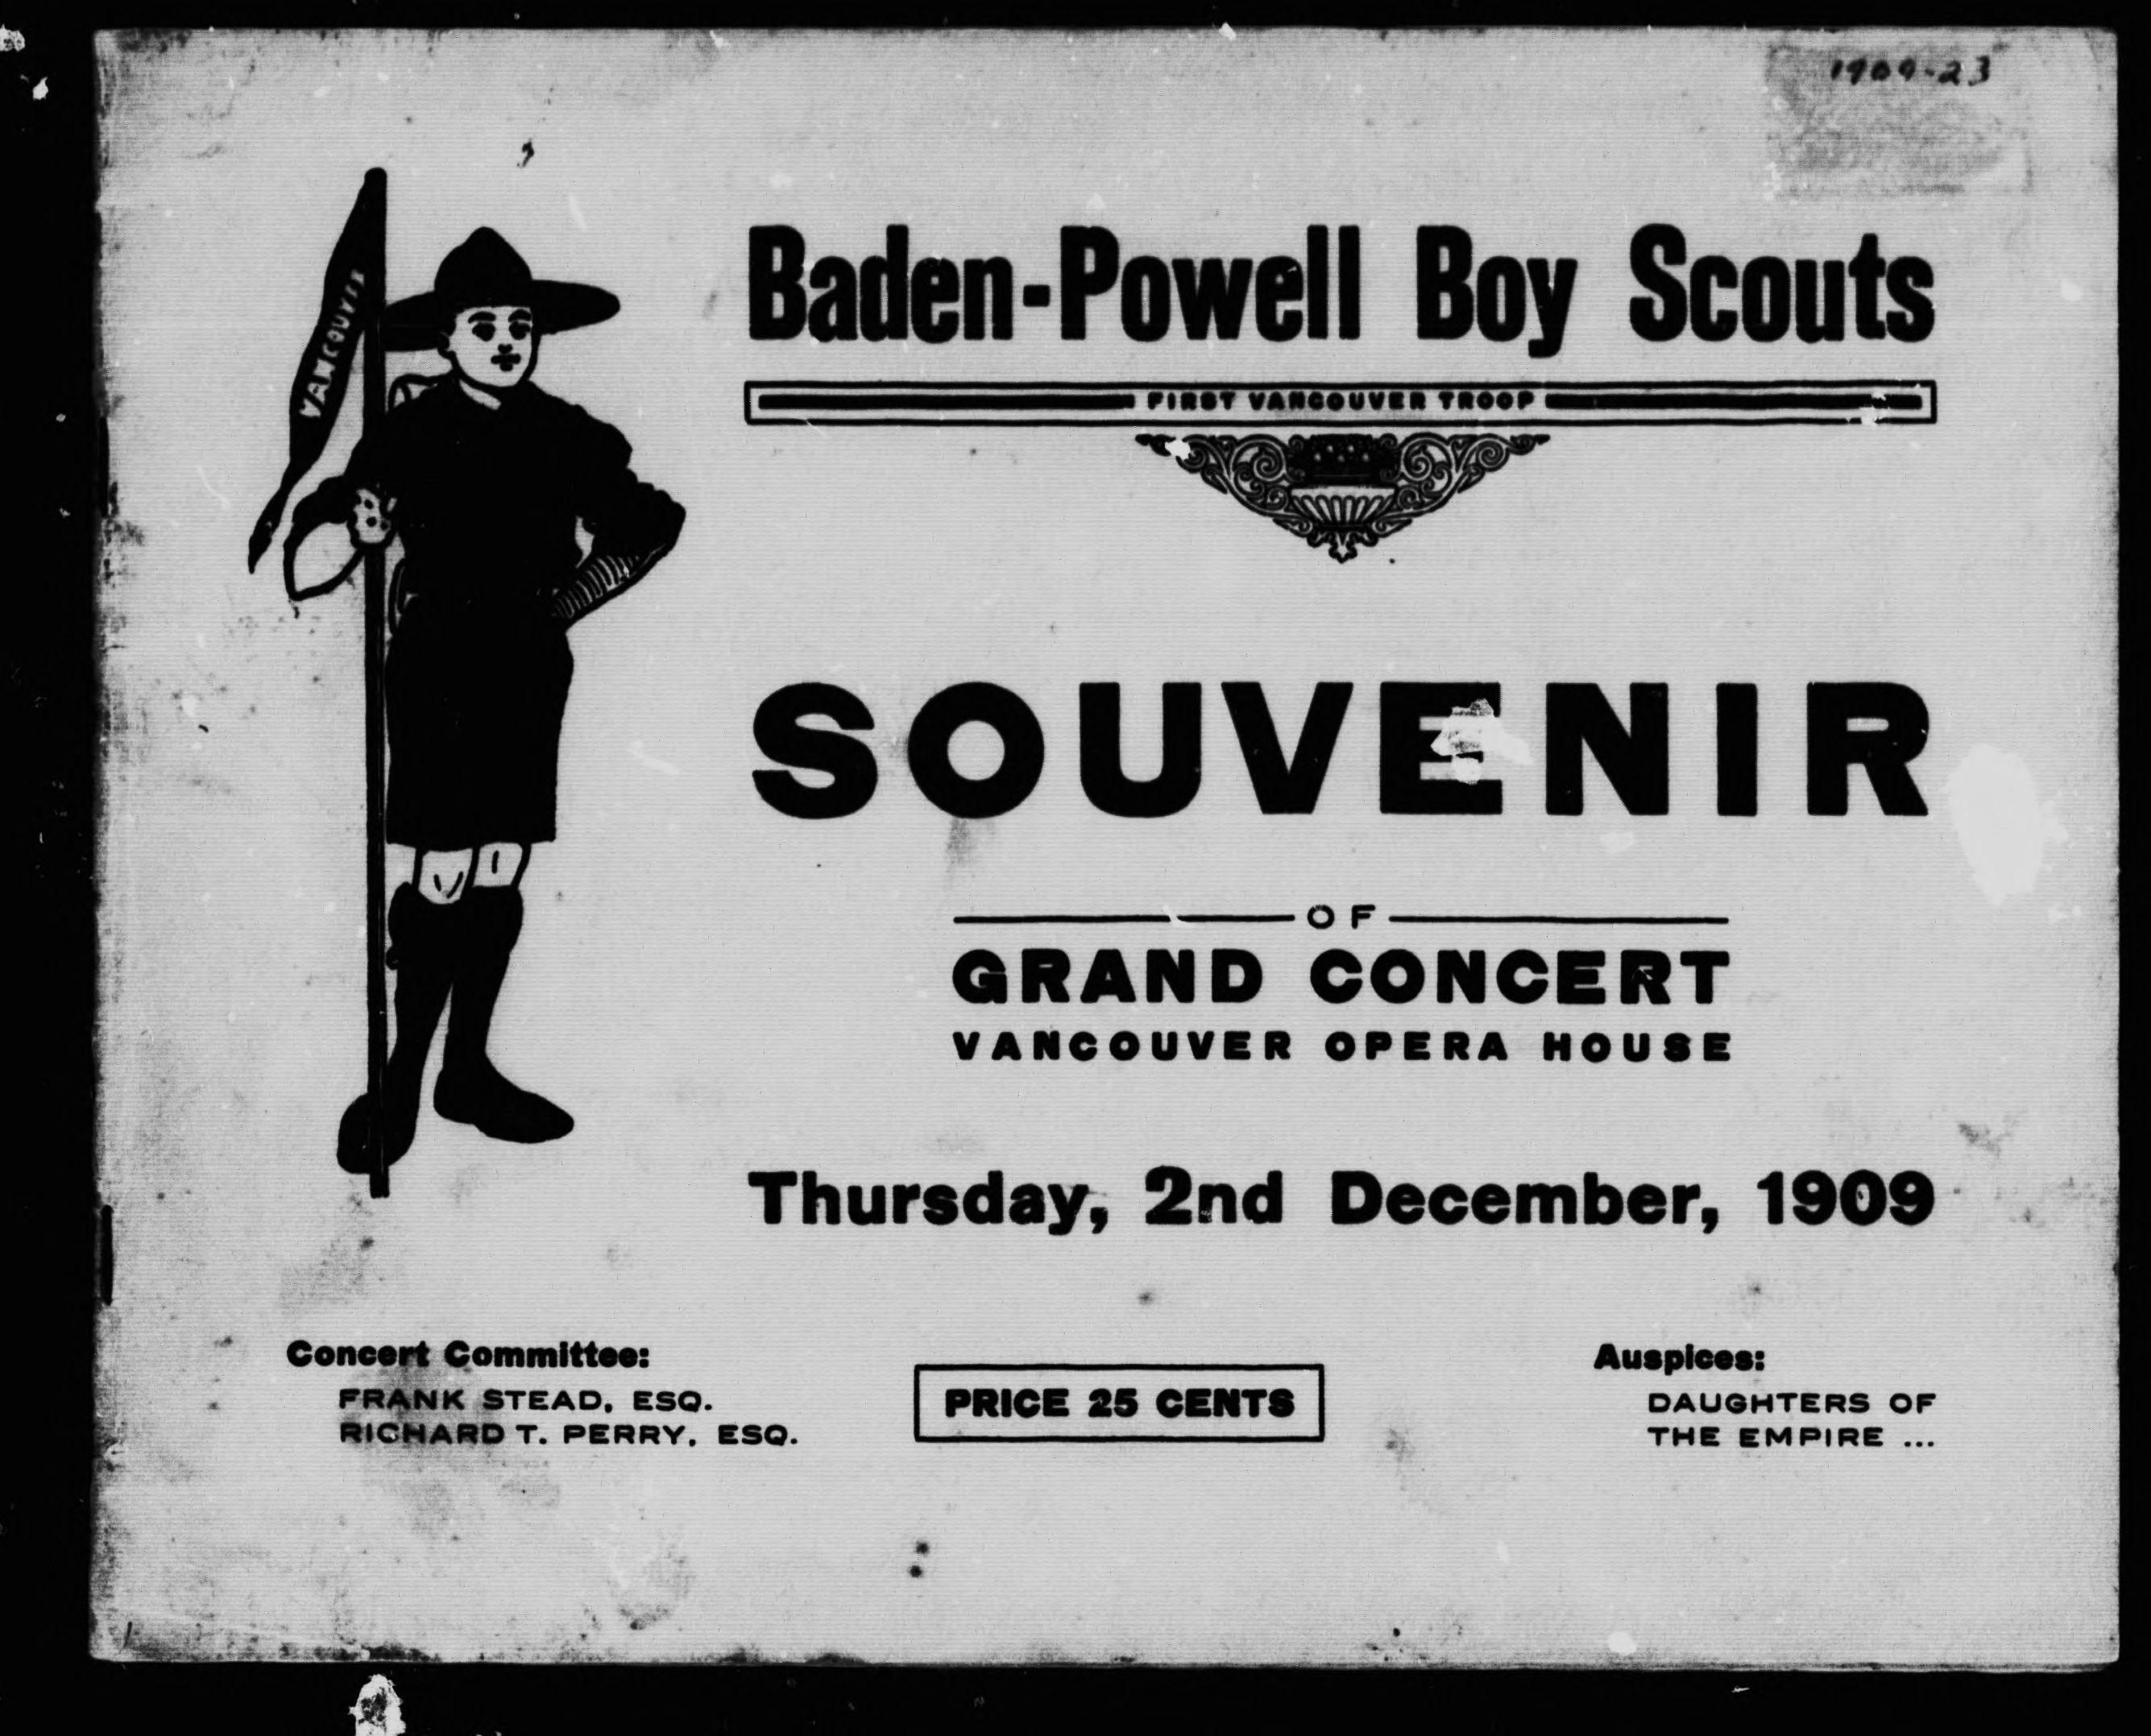 1909-23
VANCOUVER
Baden-Powell Boy Scouts
FIRST VANCOUVER TROOP
SOUVENIR
OF
GRAND CONCERT
VANCOUVER OPERA HOUSE
Thursday, 2nd December, 1909
Concert Committee:
FRANK STEAD, ESQ.
RICHARD T. PERRY, ESQ.
PRICE 25 CENTS
Auspices:
DAUGHTERS OF
THE EMPIRE ...